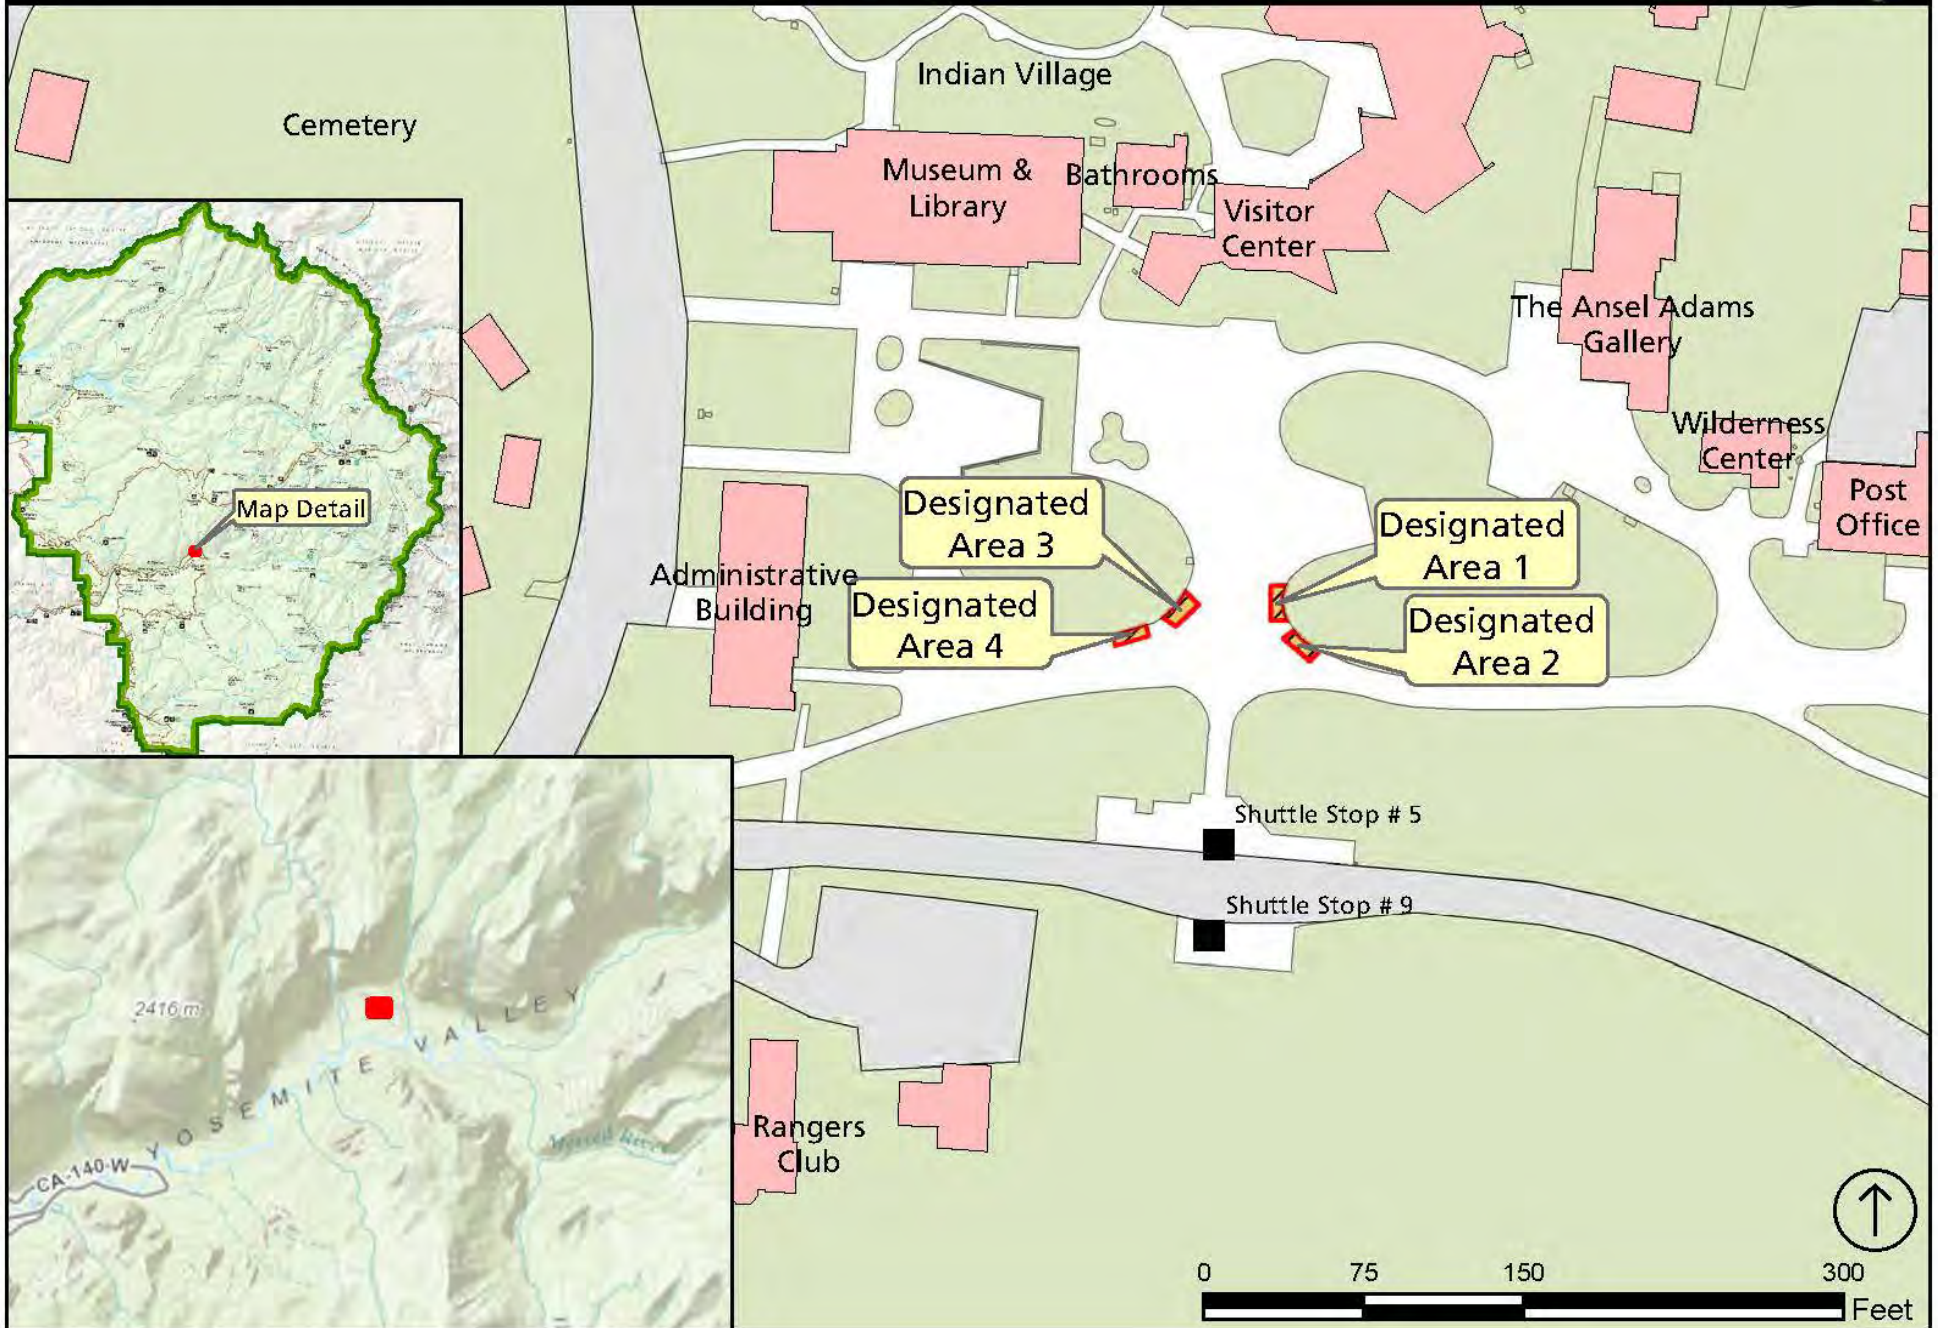 Indian Village
Cemetery
Museum &
Library
Bathrooms
Visitor
Center
The Ansel Adams
Gallery
Wilderness
Center
Post
Office
Map Detail
Designated
Area 3
Designated
Area 1
Administrative
Building
Designated
Area 4
Designated
Area 2
Shuttle Stop # 5
Shuttle Stop # 9
2416 m
YOSEMITE VALLEY
Merced River
CA-140-W
Rangers
Club
0 75 150 300
Feet